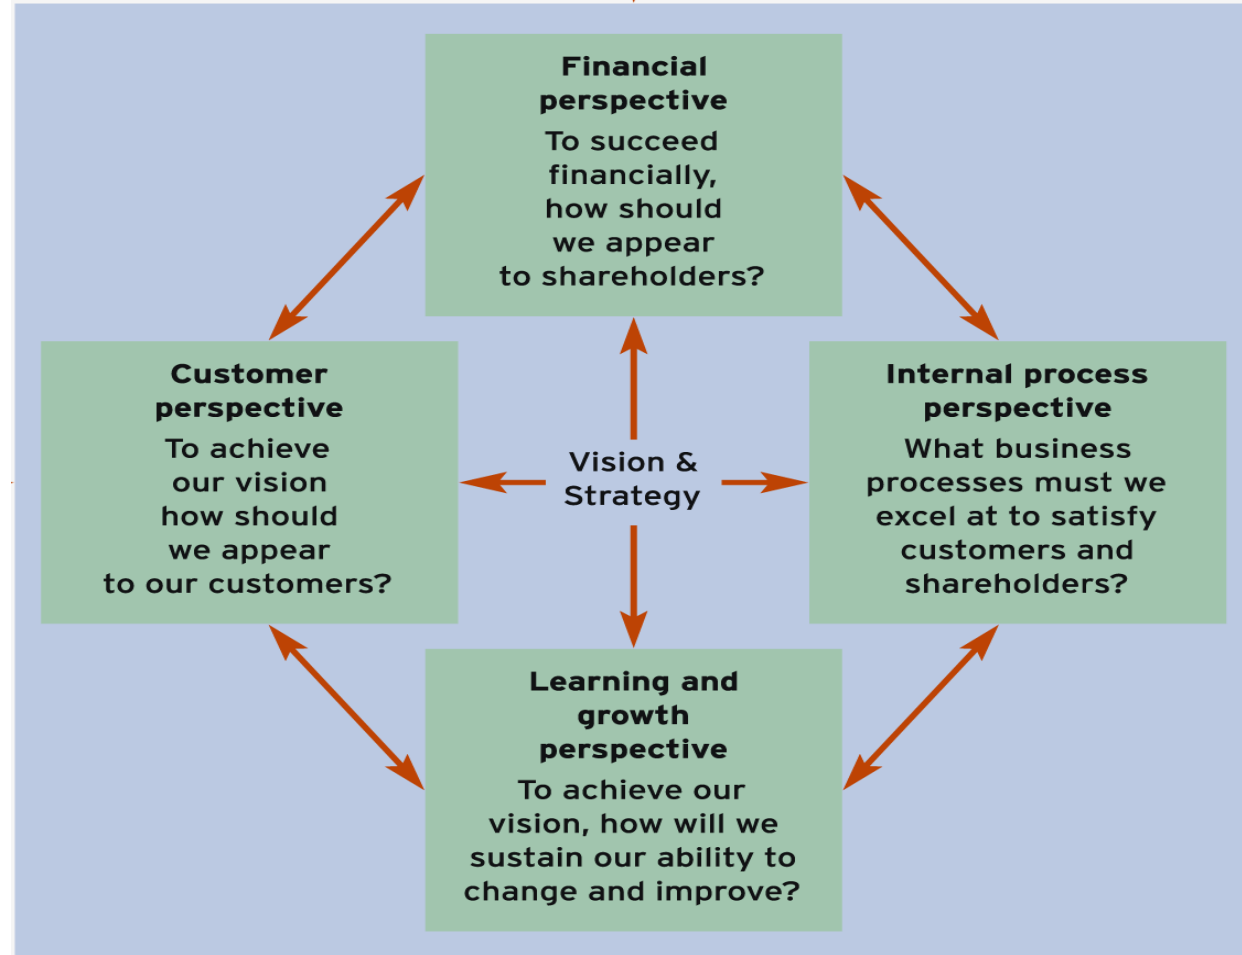 Financial
perspective
To succeed
financially,
how should
we appear
to shareholders?
Customer
perspective
To achieve
our vision
how should
we appear
to our customers?
Vision &
Strategy
Internal process
perspective
What business
processes must we
excel at to satisfy
customers and
shareholders?
Learning and
growth
perspective
To achieve our
vision, how will we
sustain our ability to
change and improve?